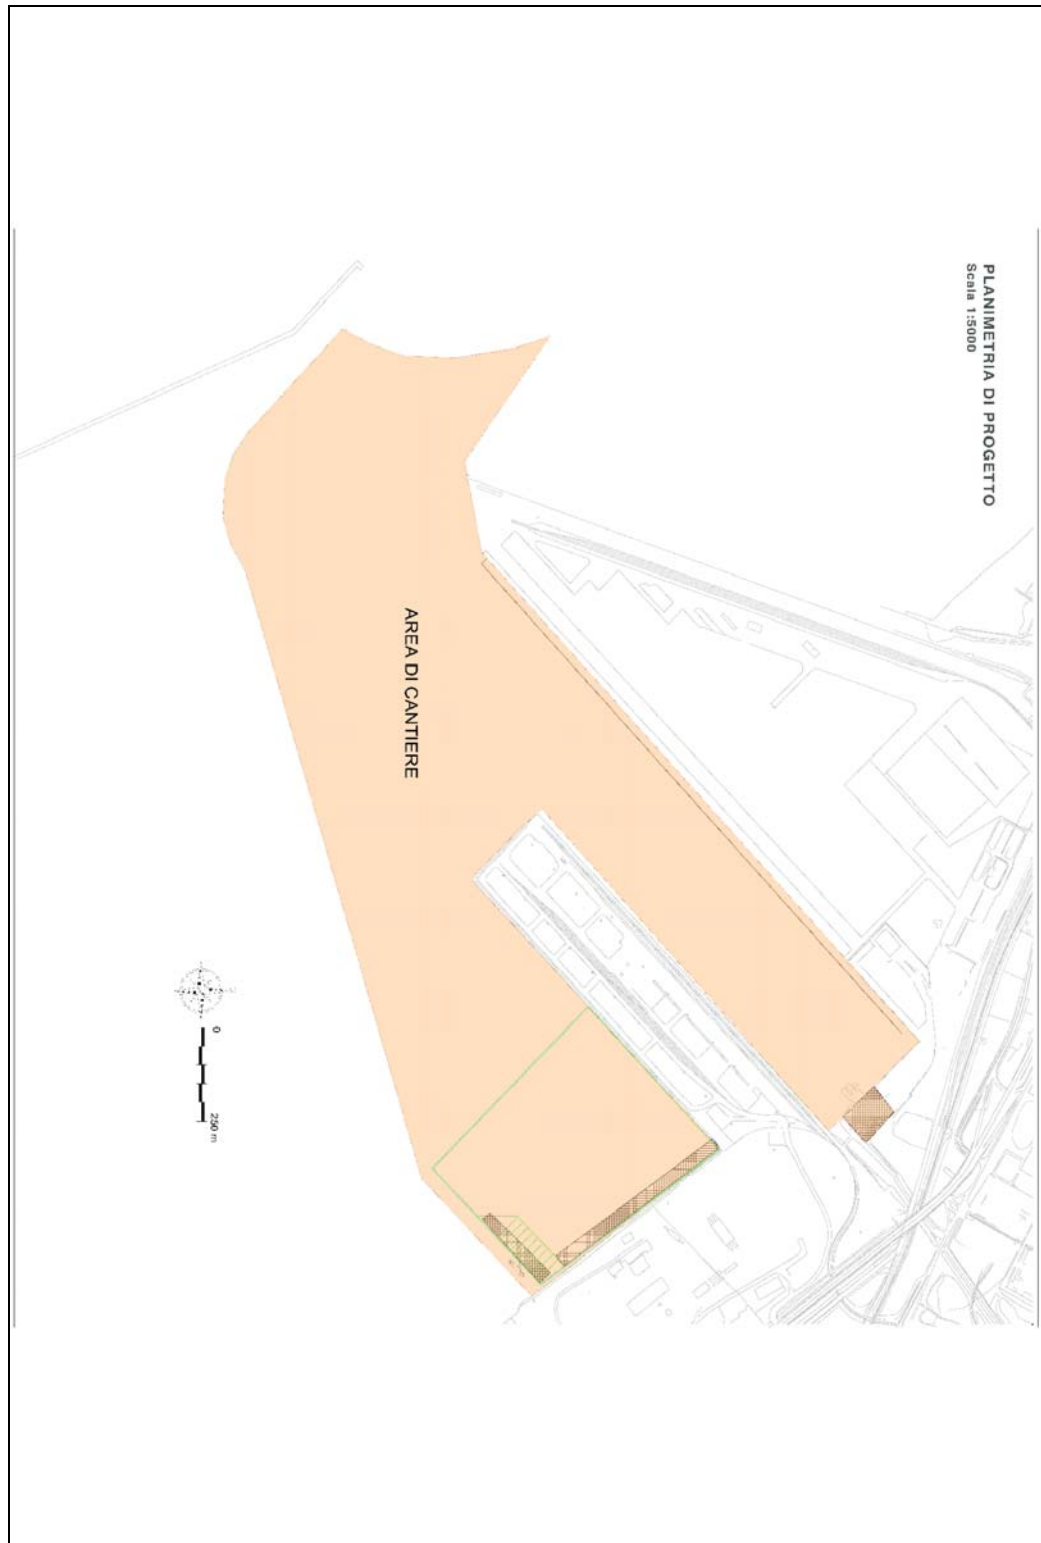 PLANIMETRIA DI PROGETTO
Scala 1:5000
AREA DI CANTIERE
0
250 m